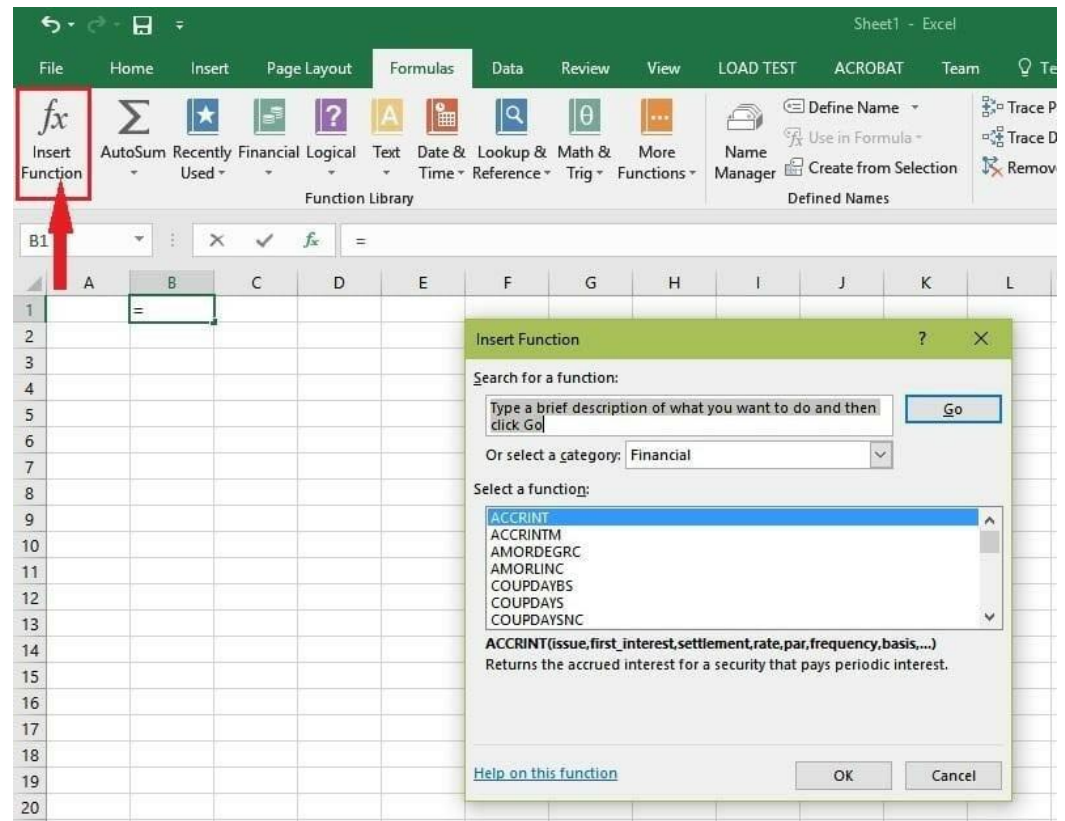 Sheet1 - Excel
File Home Insert Page Layout Formulas Data Review View LOAD TEST ACROBAT Team Te
fx Insert Function
AutoSum
Recently Used
Financial
Logical
Text
Date & Time
Lookup & Reference
Math & Trig
More Functions
Function Library
Name Manager
Define Name
Use in Formula
Create from Selection
Defined Names
Trace P
Trace D
Remov
B1 fx =
A B C D E F G H I J K L
1 =
2
3
4
5
6
7
8
9
10
11
12
13
14
15
16
17
18
19
20
Insert Function ?
Search for a function:
Type a brief description of what you want to do and then
click Go
Go
Or select a category: Financial
Select a function:
ACCRINT
ACCRINTM
AMORDEGRC
AMORLINC
COUPDAYBS
COUPDAYS
COUPDAYSNC
ACCRINT(issue,first_interest,settlement,rate,par,frequency,basis,...)
Returns the accrued interest for a security that pays periodic interest.
Help on this function
OK Cancel